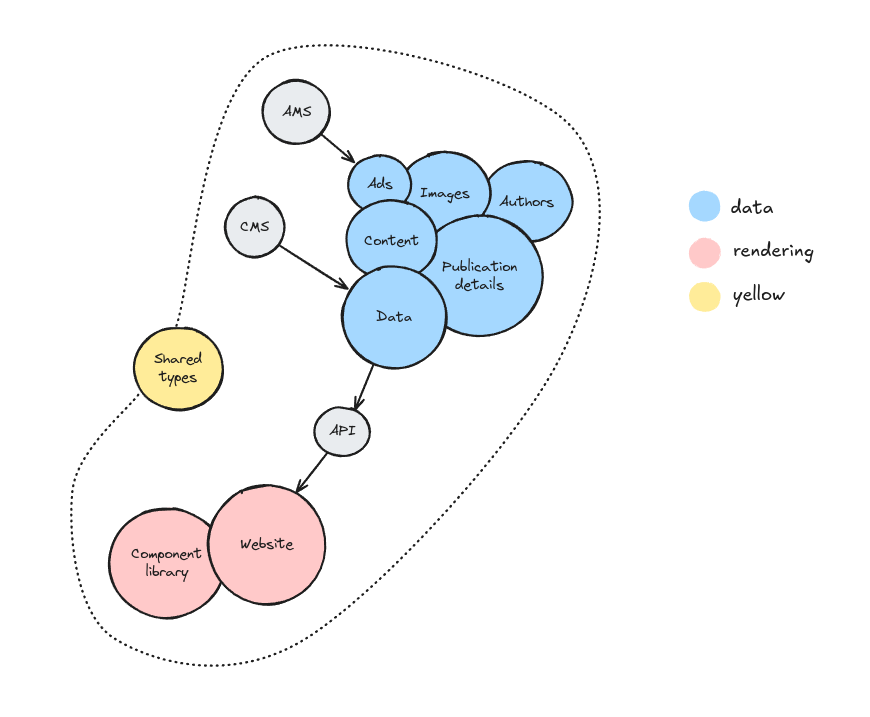 AMS
Ads
Images
Authors
CMS
Content
Publication
details
Data
Shared
types
API
Component
library
Website
data
rendering
yellow